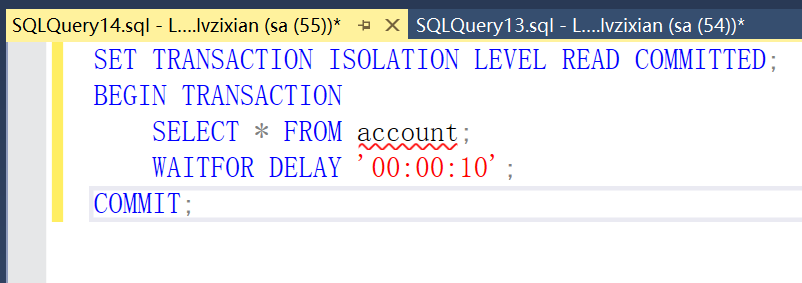 SQLQuery14.sql - L....lvzixian (sa (55))* SQLQuery13.sql - L....lvzixian (sa (54))*
SET TRANSACTION ISOLATION LEVEL READ COMMITTED;
BEGIN TRANSACTION
    SELECT * FROM account;
    WAITFOR DELAY '00:00:10';
COMMIT;